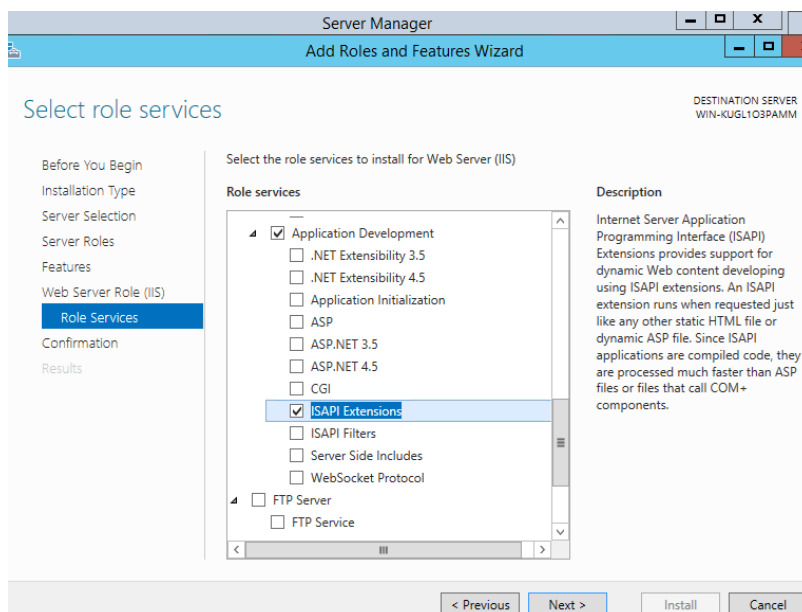 Server Manager
Add Roles and Features Wizard
Select role services
DESTINATION SERVER
WIN-KUGL1O3PAMM
Before You Begin
Installation Type
Server Selection
Server Roles
Features
Web Server Role (IIS)
Role Services
Confirmation
Results
Select the role services to install for Web Server (IIS)
Role services
Application Development
.NET Extensibility 3.5
.NET Extensibility 4.5
Application Initialization
ASP
ASP.NET 3.5
ASP.NET 4.5
CGI
ISAPI Extensions
ISAPI Filters
Server Side Includes
WebSocket Protocol
FTP Server
FTP Service
Description
Internet Server Application
Programming Interface (ISAPI)
Extensions provides support for
dynamic Web content developing
using ISAPI extensions. An ISAPI
extension runs when requested just
like any other static HTML file or
dynamic ASP file. Since ISAPI
applications are compiled code, they
are processed much faster than ASP
files or files that call COM+
components.
< Previous
Next >
Install
Cancel